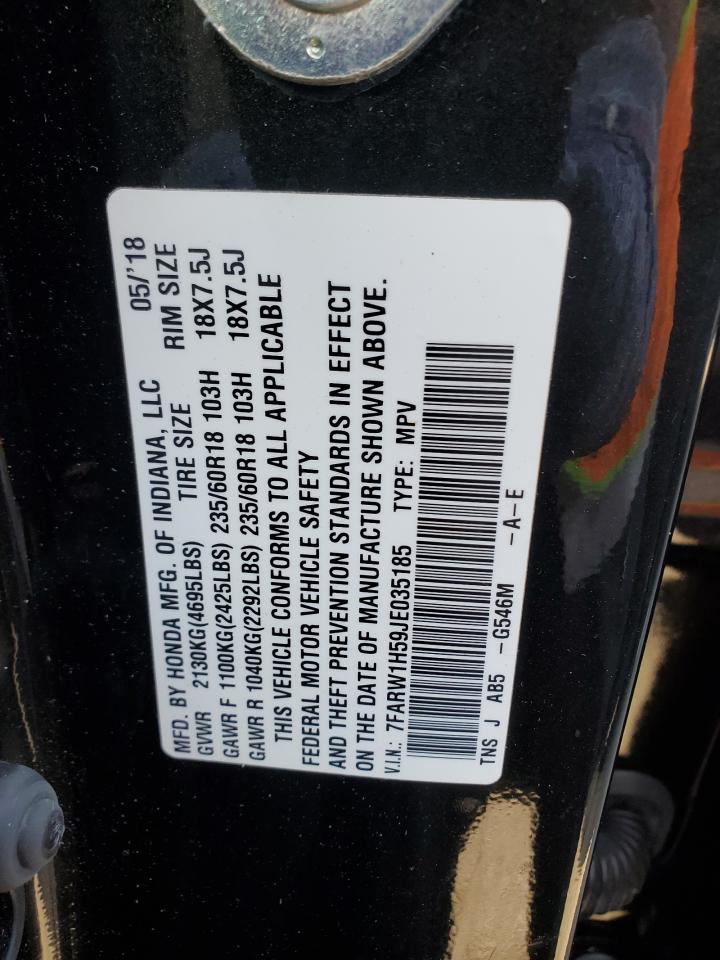 MFD. BY HONDA MFG. OF INDIANA, LLC 05/'18
GVWR 2130KG(4695LBS) TIRE SIZE RIM SIZE
GAWR F 1100KG(2425LBS) 235/60R18 103H 18X7.5J
GAWR R 1040KG(2292LBS) 235/60R18 103H 18X7.5J
THIS VEHICLE CONFORMS TO ALL APPLICABLE
FEDERAL MOTOR VEHICLE SAFETY
AND THEFT PREVENTION STANDARDS IN EFFECT
ON THE DATE OF MANUFACTURE SHOWN ABOVE.
V.I.N.: 7FARW1H59JE035185 TYPE: MPV
TNS J AB5 -G546M -A-E